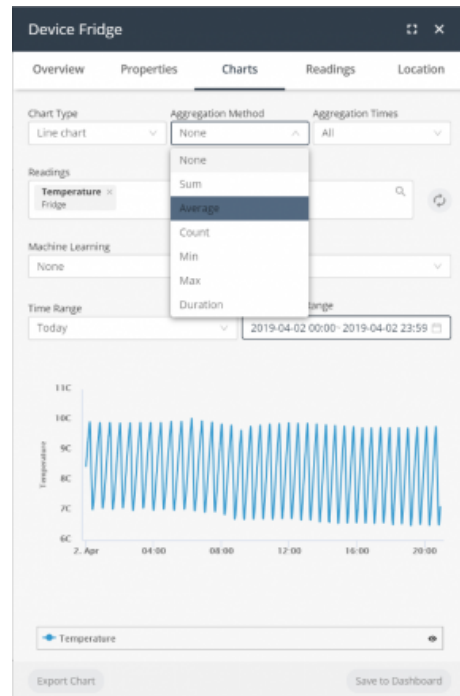 Device Fridge
Overview Properties Charts Readings Location
Chart Type Aggregation Method Aggregation Times
Line chart None All
None
Sum
Average
Count
Min
Max
Duration
Readings
Temperature ×
Fridge
Machine Learning
None
Time Range ange
Today 2019-04-02 00:00~2019-04-02 23:59
11C
10C
9C
8C
7C
6C
Temperature
2. Apr 04:00 08:00 12:00 16:00 20:00
Temperature
Export Chart Save to Dashboard